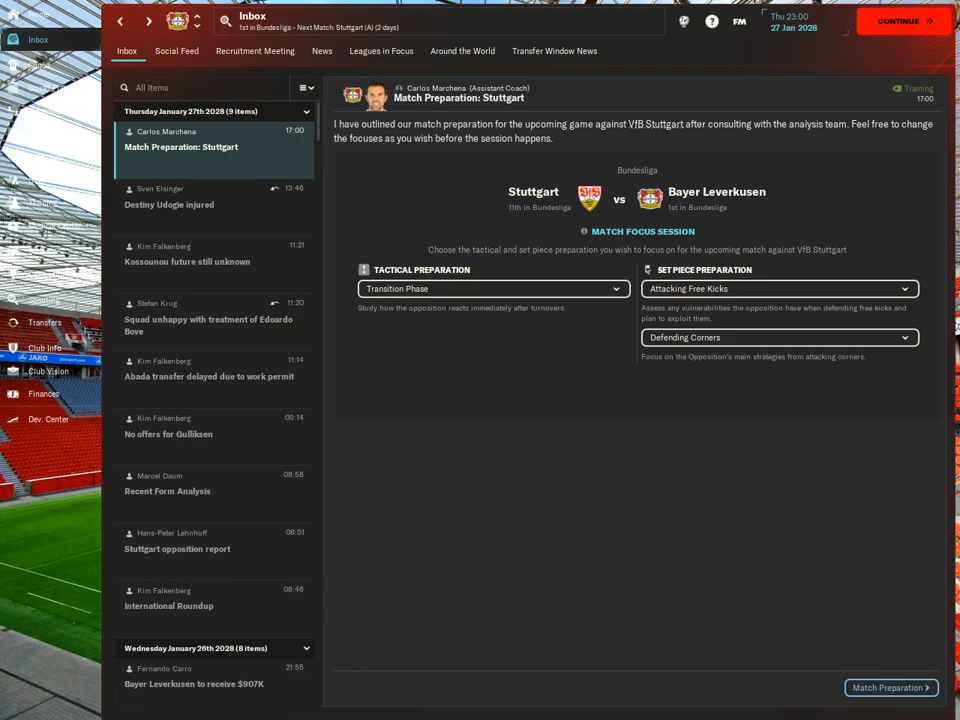 Home
Inbox
1st in Bundesliga - Next Match: Stuttgart (A) (2 days)
?
FM
Thu 23:00
27 Jan 2028
CONTINUE
Inbox
Inbox
Social Feed
Recruitment Meeting
News
Leagues in Focus
Around the World
Transfer Window News
Transfers
Club Info
JAKO
Club Vision
Finances
Dev. Center
All Items
Thursday January 27th 2028 (9 items)
Carlos Marchena
17:00
Match Preparation: Stuttgart
Sven Elsinger
13:46
Destiny Udogie injured
Kim Falkenberg
11:21
Kossounou future still unknown
Stefan Krug
11:20
Squad unhappy with treatment of Edoardo
Bove
Kim Falkenberg
11:14
Abada transfer delayed due to work permit
Kim Falkenberg
09:14
No offers for Gulliksen
Marcel Daum
08:58
Recent Form Analysis
Hans-Peter Lehnhoff
08:51
Stuttgart opposition report
Kim Falkenberg
08:46
International Roundup
Wednesday January 26th 2028 (8 items)
Fernando Carro
21:55
Bayer Leverkusen to receive $907K
Carlos Marchena (Assistant Coach)
Match Preparation: Stuttgart
Training
17:00
I have outlined our match preparation for the upcoming game against VfB Stuttgart after consulting with the analysis team. Feel free to change
the focuses as you wish before the session happens.
Bundesliga
Stuttgart
11th in Bundesliga
vs
Bayer Leverkusen
1st in Bundesliga
MATCH FOCUS SESSION
Choose the tactical and set piece preparation you wish to focus on for the upcoming match against VfB Stuttgart
TACTICAL PREPARATION
Transition Phase
Study how the opposition reacts immediately after turnovers.
SET PIECE PREPARATION
Attacking Free Kicks
Assess any vulnerabilities the opposition have when defending free kicks and
plan to exploit them.
Defending Corners
Focus on the Opposition's main strategies from attacking corners.
Match Preparation >